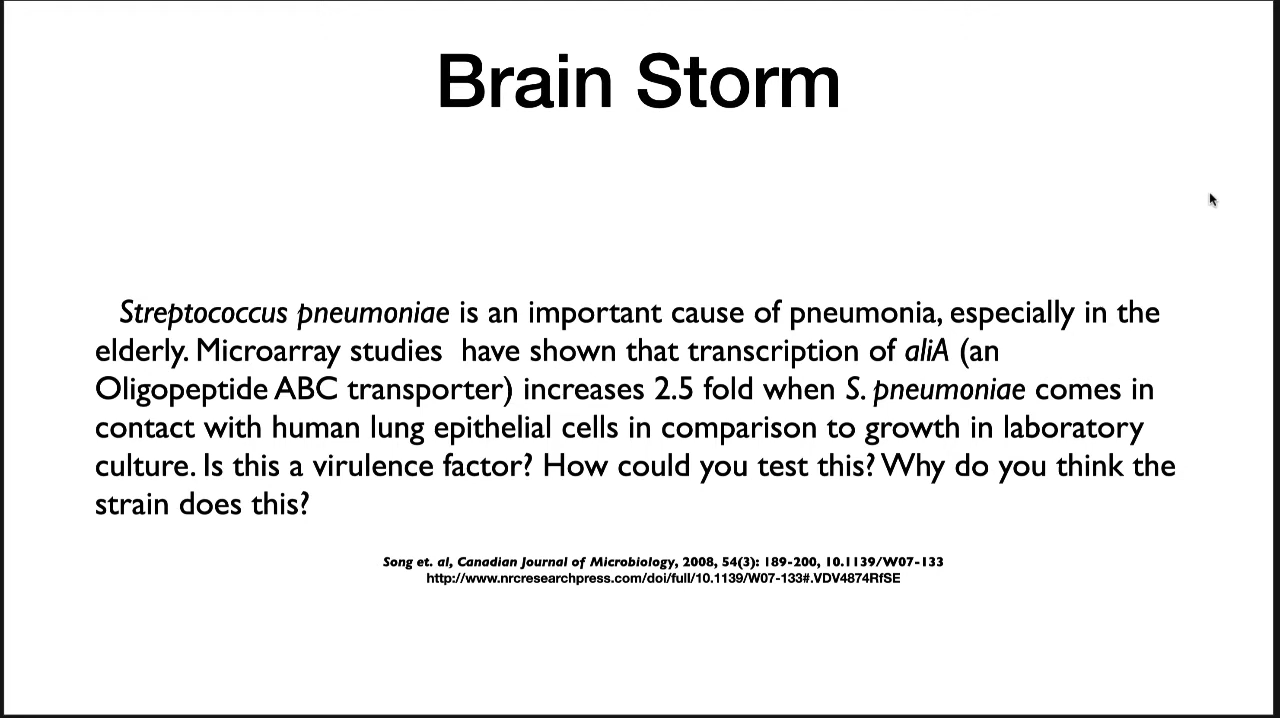 Brain Storm
Streptococcus pneumoniae is an important cause of pneumonia, especially in the
elderly. Microarray studies  have shown that transcription of aliA (an
Oligopeptide ABC transporter) increases 2.5 fold when S. pneumoniae comes in
contact with human lung epithelial cells in comparison to growth in laboratory
culture. Is this a virulence factor? How could you test this? Why do you think the
strain does this?
Song et. al, Canadian Journal of Microbiology, 2008, 54(3): 189-200, 10.1139/W07-133
http://www.nrcresearchpress.com/doi/full/10.1139/W07-133#.VDV4874RfSE